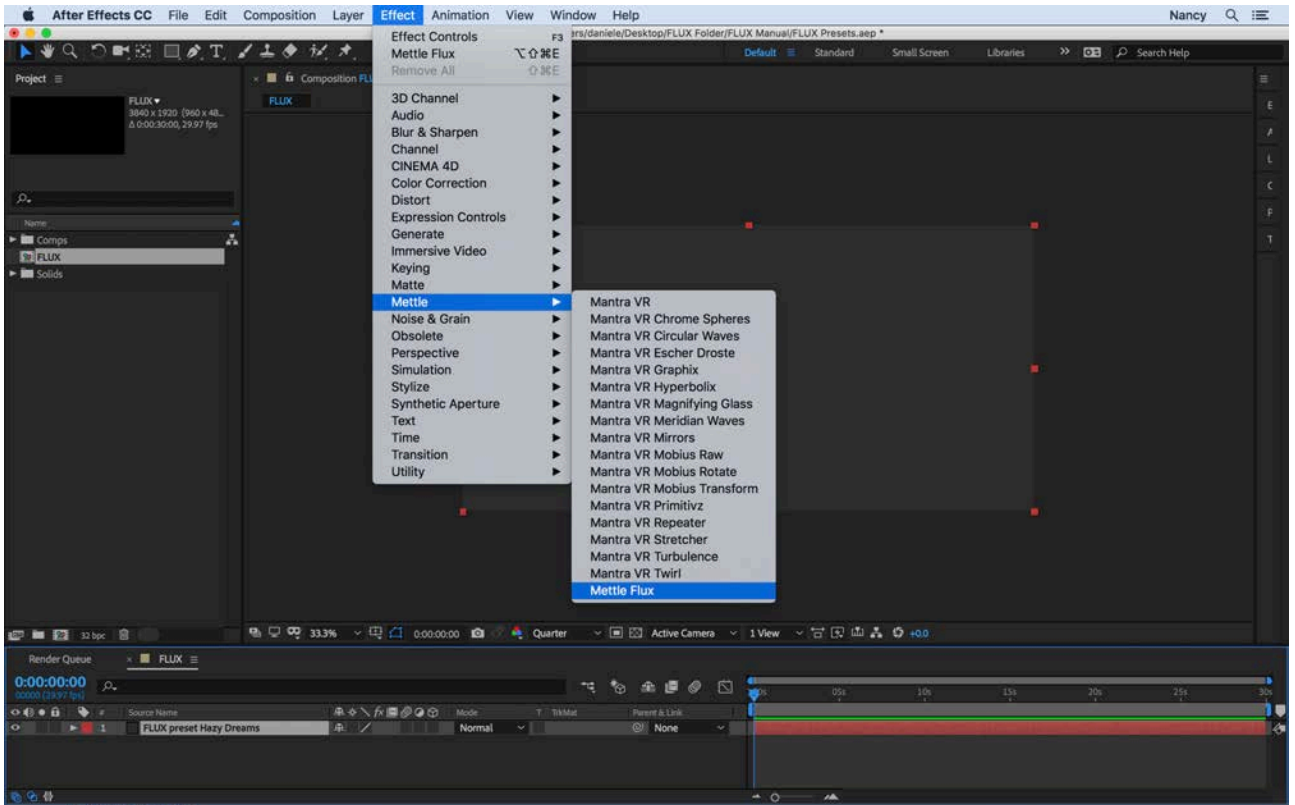 After Effects CC File Edit Composition Layer Effect Animation View Window Help Nancy
ers/daniele/Desktop/FLUX Folder/FLUX Manual/FLUX Presets.aep *
Default Standard Small Screen Libraries Search Help
Project
Composition FLU
FLUX
FLUX
3840 x 1920 (960 x 48...
Δ 0:00:30:00, 29.97 fps
Name
Comps
FLUX
Solids
Effect Controls F3
Mettle Flux ⌥⇧⌘E
Remove All ⇧⌘E
3D Channel
Audio
Blur & Sharpen
Channel
CINEMA 4D
Color Correction
Distort
Expression Controls
Generate
Immersive Video
Keying
Matte
Mettle
Noise & Grain
Obsolete
Perspective
Simulation
Stylize
Synthetic Aperture
Text
Time
Transition
Utility
Mantra VR
Mantra VR Chrome Spheres
Mantra VR Circular Waves
Mantra VR Escher Droste
Mantra VR Graphix
Mantra VR Hyperbolix
Mantra VR Magnifying Glass
Mantra VR Meridian Waves
Mantra VR Mirrors
Mantra VR Mobius Raw
Mantra VR Mobius Rotate
Mantra VR Mobius Transform
Mantra VR Primitivz
Mantra VR Repeater
Mantra VR Stretcher
Mantra VR Turbulence
Mantra VR Twirl
Mettle Flux
E
A
L
C
P
T
32 bpc
33.3% 0:00:00:00 Quarter Active Camera 1 View +0.0
Render Queue FLUX
0:00:00:00
00000 (29.97 fps)
05s 10s 15s 20s 25s 30s
# Source Name Mode T TrkMat Parent & Link
1 FLUX preset Hazy Dreams Normal None